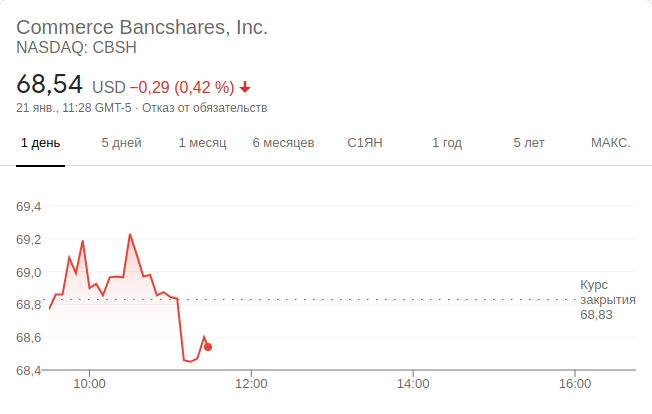 Commerce Bancshares, Inc.
NASDAQ: CBSH
68,54 USD −0,29 (0,42 %)
21 янв., 11:28 GMT-5 · Отказ от обязательств
1 день 5 дней 1 месяц 6 месяцев С1ЯН 1 год 5 лет МАКС.
69,4
69,2
69,0
68,8
68,6
68,4
Курс
закрытия
68,83
10:00 12:00 14:00 16:00